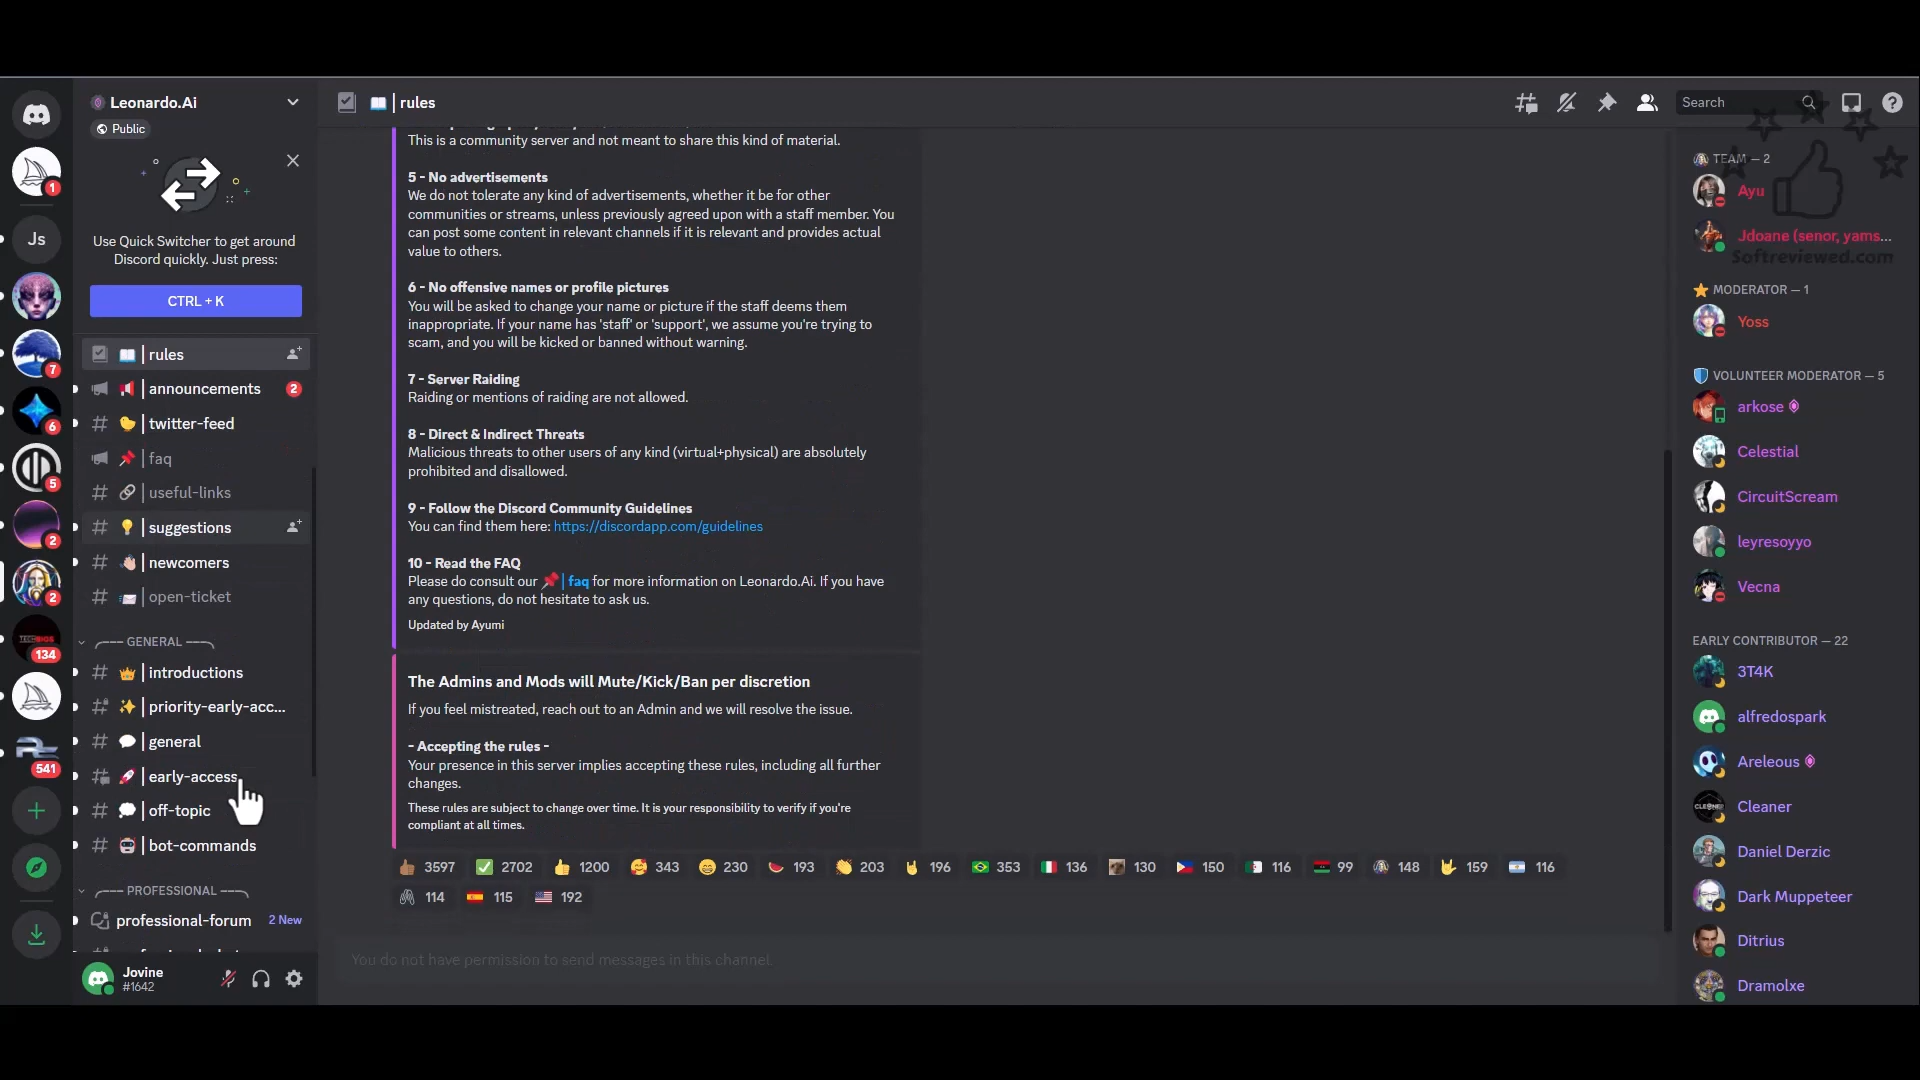 Leonardo.Ai
Public
Use Quick Switcher to get around
Discord quickly. Just press:
CTRL + K
rules
announcements 2
twitter-feed
faq
useful-links
suggestions
newcomers
open-ticket
GENERAL
introductions
priority-early-acc...
general
early-access
off-topic
bot-commands
PROFESSIONAL
professional-forum 2 New
Jovine
#1642
1
Js
7
6
5
2
2
TECHBIOS
134
541
rules
Search
This is a community server and not meant to share this kind of material.
5 - No advertisements
We do not tolerate any kind of advertisements, whether it be for other
communities or streams, unless previously agreed upon with a staff member. You
can post some content in relevant channels if it is relevant and provides actual
value to others.
6 - No offensive names or profile pictures
You will be asked to change your name or picture if the staff deems them
inappropriate. If your name has 'staff' or 'support', we assume you're trying to
scam, and you will be kicked or banned without warning.
7 - Server Raiding
Raiding or mentions of raiding are not allowed.
8 - Direct & Indirect Threats
Malicious threats to other users of any kind (virtual+physical) are absolutely
prohibited and disallowed.
9 - Follow the Discord Community Guidelines
You can find them here: https://discordapp.com/guidelines
10 - Read the FAQ
Please do consult our 📌| faq for more information on Leonardo.Ai. If you have
any questions, do not hesitate to ask us.
Updated by Ayumi
The Admins and Mods will Mute/Kick/Ban per discretion
If you feel mistreated, reach out to an Admin and we will resolve the issue.
- Accepting the rules -
Your presence in this server implies accepting these rules, including all further
changes.
These rules are subject to change over time. It is your responsibility to verify if you're
compliant at all times.
3597 2702 1200 343 230 193 203 196 353 136 130 150 116 99 148 159 116
114 115 192
You do not have permission to send messages in this channel.
TEAM — 2
Ayu
Jdoane (senor, yams...
Softreviewed.com
MODERATOR — 1
Yoss
VOLUNTEER MODERATOR — 5
arkose
Celestial
CircuitScream
leyresoyyo
Vecna
EARLY CONTRIBUTOR — 22
3T4K
alfredospark
Areleous
CLEANER
Cleaner
Daniel Derzic
Dark Muppeteer
Ditrius
Dramolxe